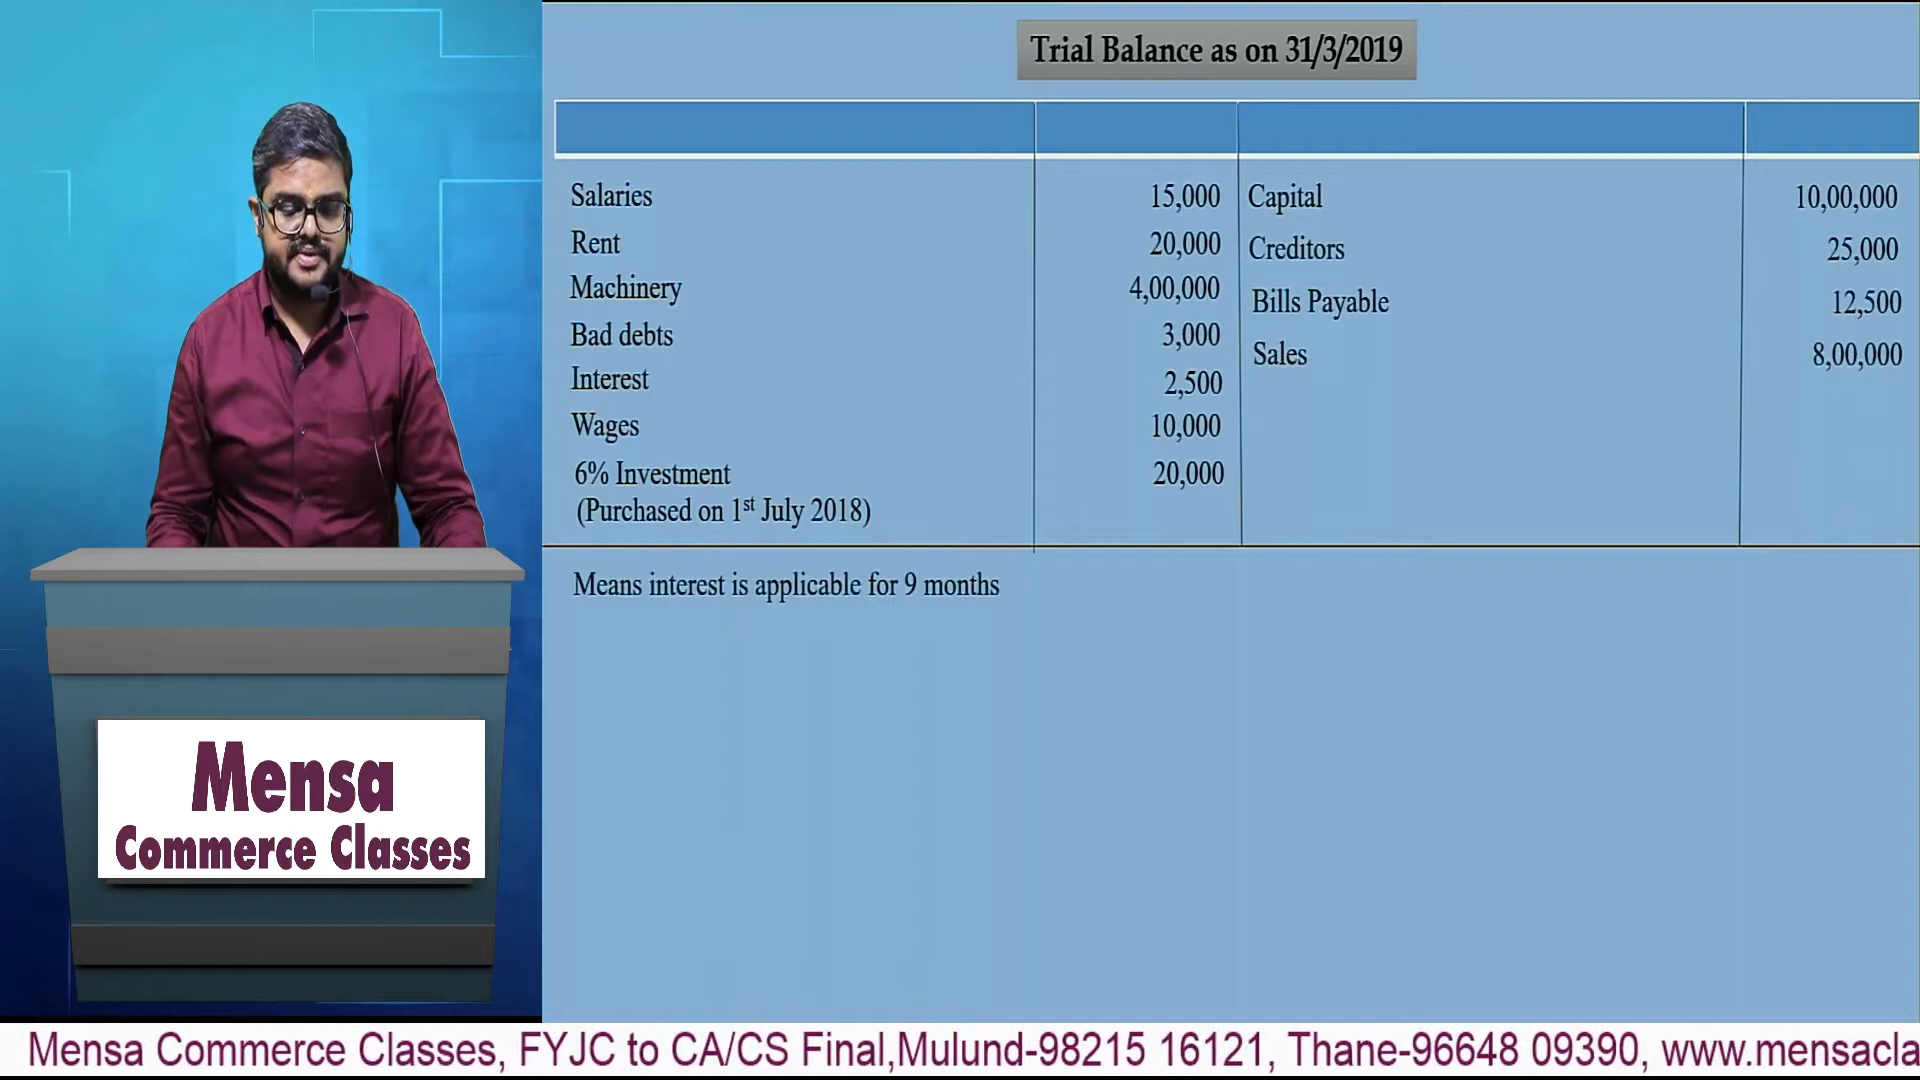 Trial Balance as on 31/3/2019
Salaries 15,000 Capital 10,00,000
Rent 20,000 Creditors 25,000
Machinery 4,00,000 Bills Payable 12,500
Bad debts 3,000 Sales 8,00,000
Interest 2,500
Wages 10,000
6% Investment 20,000
(Purchased on 1st July 2018)
Means interest is applicable for 9 months
Mensa
Commerce Classes
Mensa Commerce Classes, FYJC to CA/CS Final,Mulund-98215 16121, Thane-96648 09390, www.mensacla